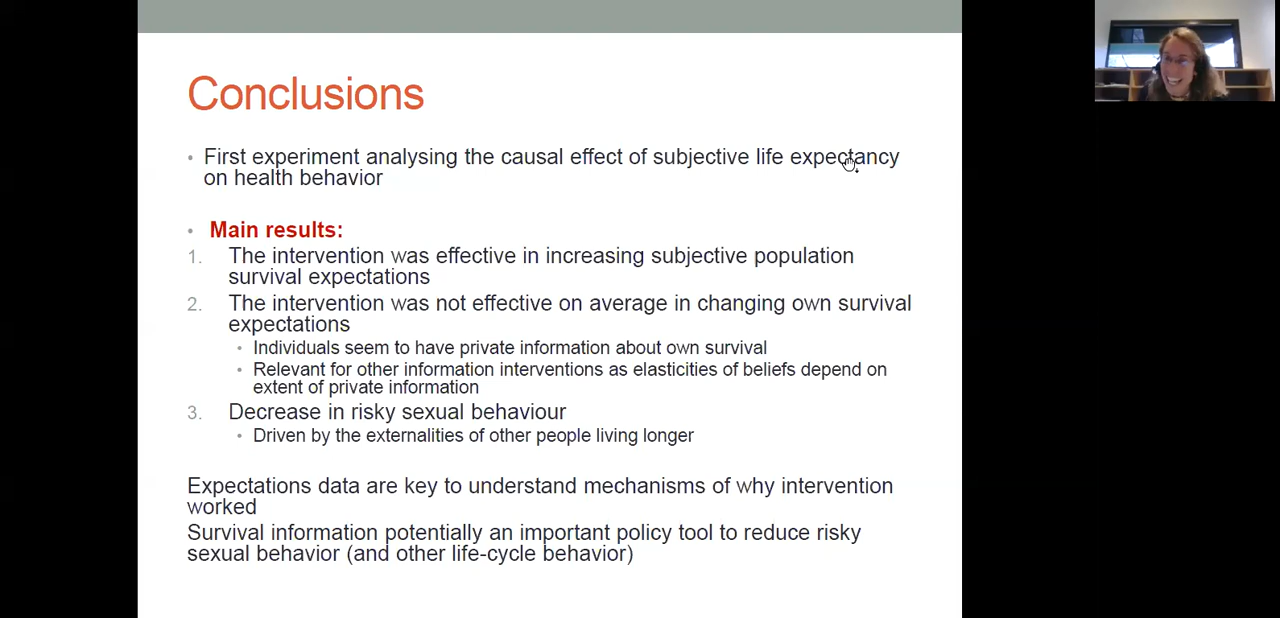 Conclusions
• First experiment analysing the causal effect of subjective life expectancy
on health behavior
• Main results:
1. The intervention was effective in increasing subjective population
survival expectations
2. The intervention was not effective on average in changing own survival
expectations
• Individuals seem to have private information about own survival
• Relevant for other information interventions as elasticities of beliefs depend on
extent of private information
3. Decrease in risky sexual behaviour
• Driven by the externalities of other people living longer
Expectations data are key to understand mechanisms of why intervention
worked
Survival information potentially an important policy tool to reduce risky
sexual behavior (and other life-cycle behavior)